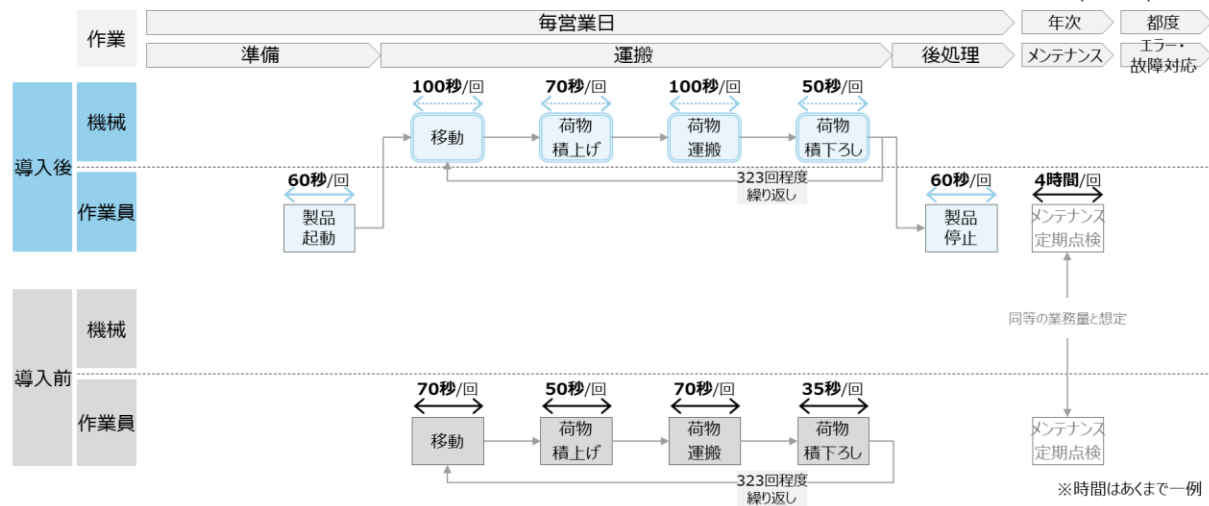 作業
毎営業日
年次
都度
準備
運搬
後処理
メンテナンス
エラー・
故障対応
導入後
機械
100秒/回
70秒/回
100秒/回
50秒/回
移動
荷物
積上げ
荷物
運搬
荷物
積下ろし
323回程度
繰り返し
作業員
60秒/回
製品
起動
60秒/回
製品
停止
4時間/回
メンテナンス
定期点検
同等の業務量と想定
導入前
機械
作業員
70秒/回
50秒/回
70秒/回
35秒/回
移動
荷物
積上げ
荷物
運搬
荷物
積下ろし
323回程度
繰り返し
メンテナンス
定期点検
※時間はあくまで一例